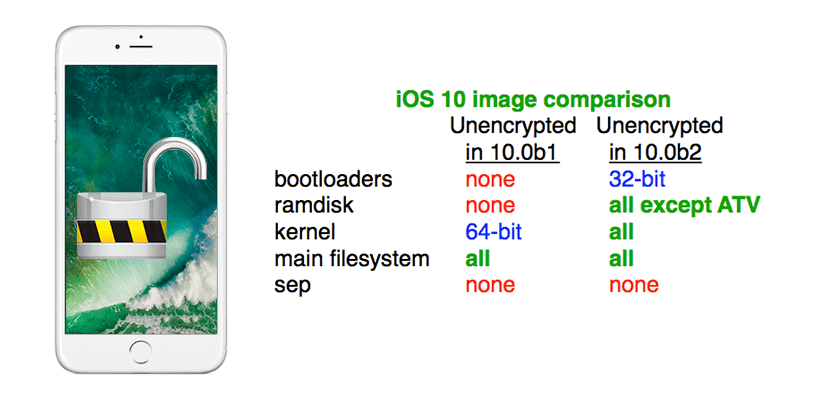 iOS 10 image comparison
Unencrypted Unencrypted
in 10.0b1 in 10.0b2
bootloaders none 32-bit
ramdisk none all except ATV
kernel 64-bit all
main filesystem all all
sep none none